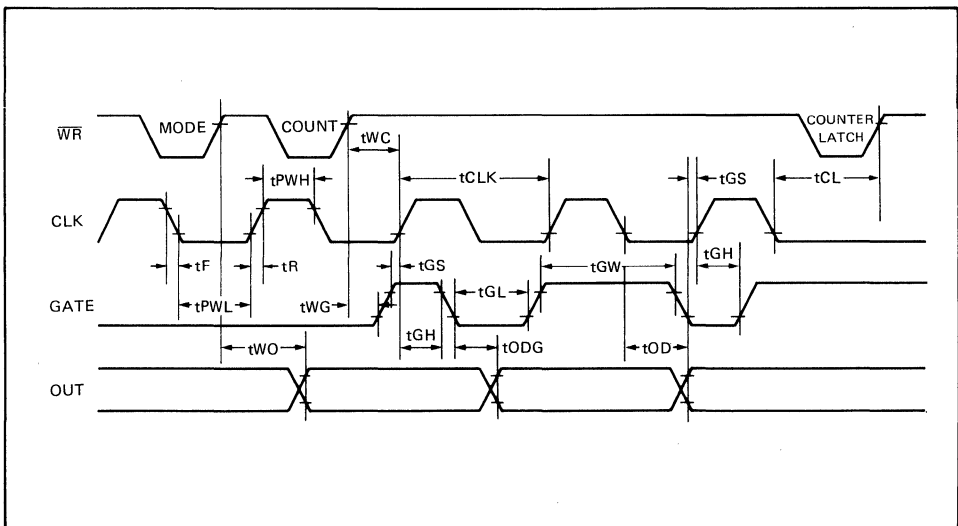 WR
MODE
COUNT
COUNTER
LATCH
tWC
tPWH
tCLK
tGS
tCL
CLK
tGH
tF
tR
tGS
tGL
tGW
GATE
tPWL
tWG
tGH
tODG
tWO
tOD
OUT